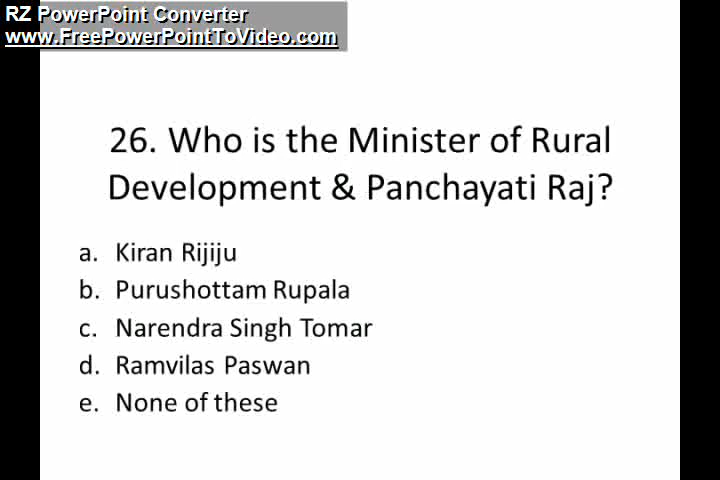 RZ PowerPoint Converter
www.FreePowerPointToVideo.com
26. Who is the Minister of Rural
Development & Panchayati Raj?
a. Kiran Rijiju
b. Purushottam Rupala
c. Narendra Singh Tomar
d. Ramvilas Paswan
e. None of these